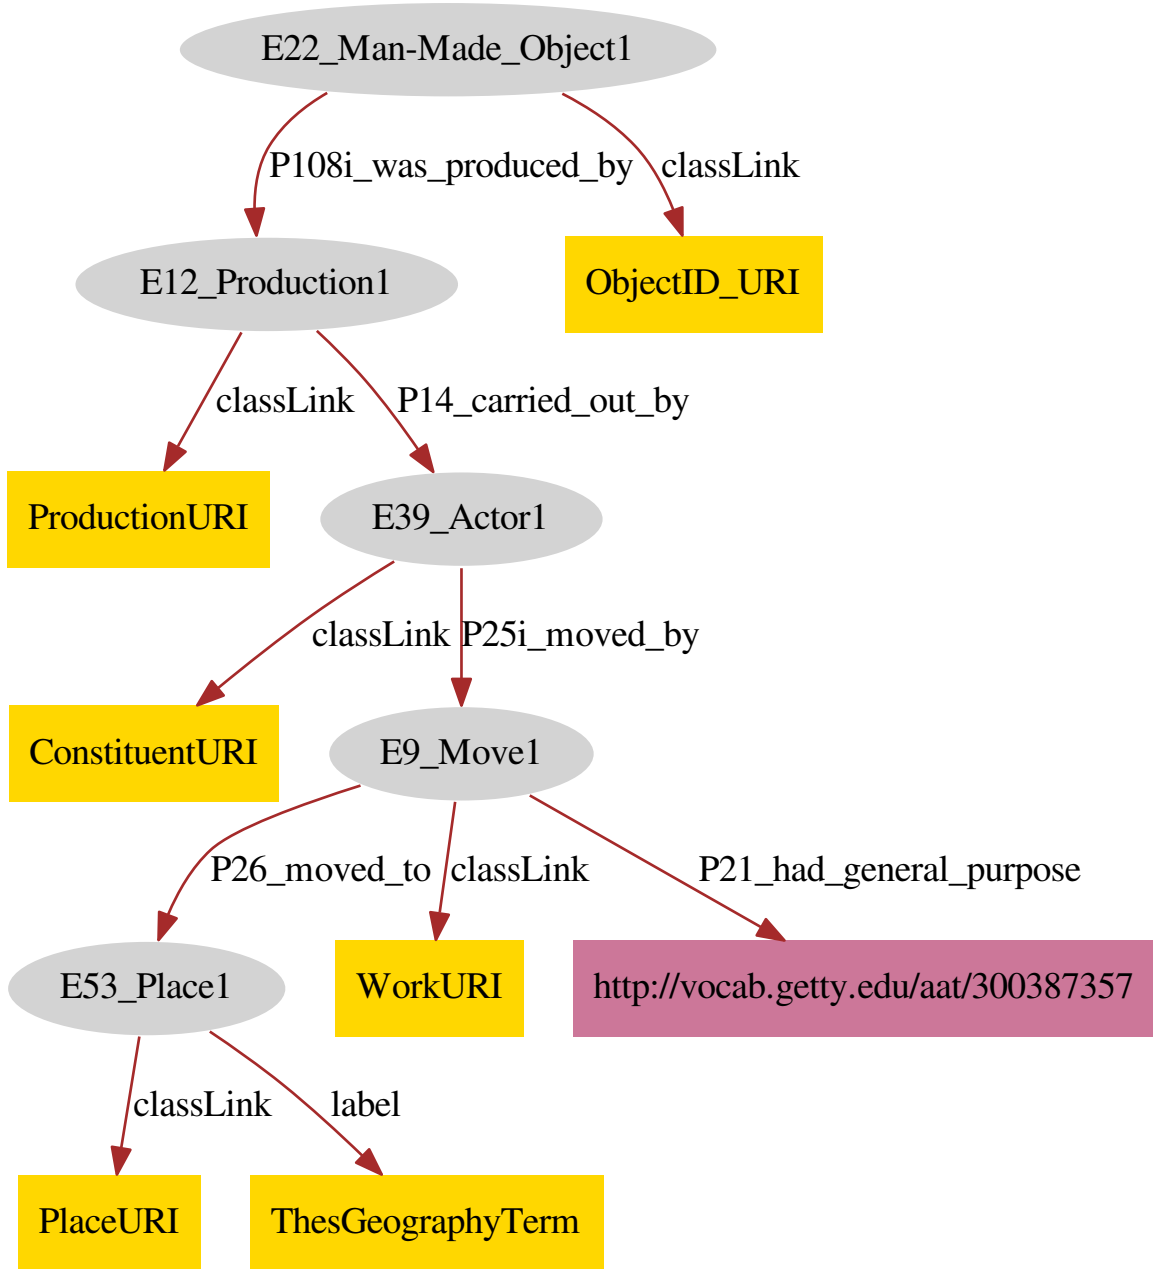 E22_Man-Made_Object1
P108i_was_produced_by
classLink
E12_Production1
ObjectID_URI
classLink
P14_carried_out_by
ProductionURI
E39_Actor1
classLink
P25i_moved_by
ConstituentURI
E9_Move1
P26_moved_to
classLink
P21_had_general_purpose
E53_Place1
WorkURI
http://vocab.getty.edu/aat/300387357
classLink
label
PlaceURI
ThesGeographyTerm